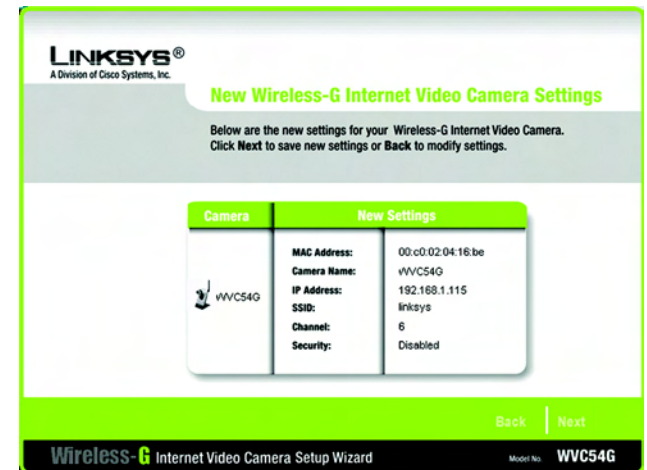 LINKSYS®
A Division of Cisco Systems, Inc.
New Wireless-G Internet Video Camera Settings
Below are the new settings for your Wireless-G Internet Video Camera.
Click Next to save new settings or Back to modify settings.
Camera New Settings
WVC54G
MAC Address: 00:c0:02:04:16:be
Camera Name: WVC54G
IP Address: 192.168.1.115
SSID: linksys
Channel: 6
Security: Disabled
Back Next
Wireless-G Internet Video Camera Setup Wizard Model No. WVC54G